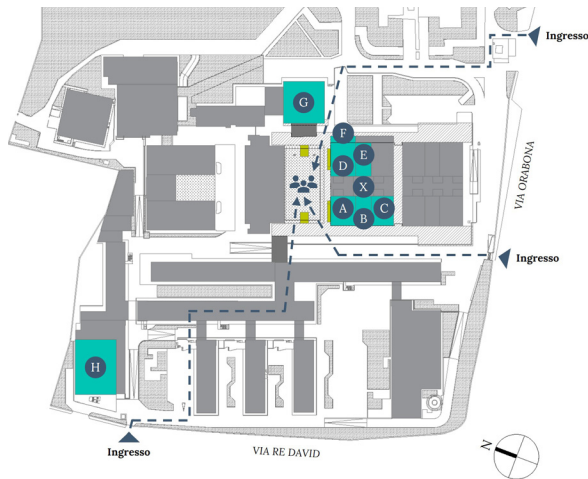 Ingresso
G
F
E
D
X
A
C
B
VIA ORABONA
Ingresso
H
Ingresso
VIA RE DAVID
N